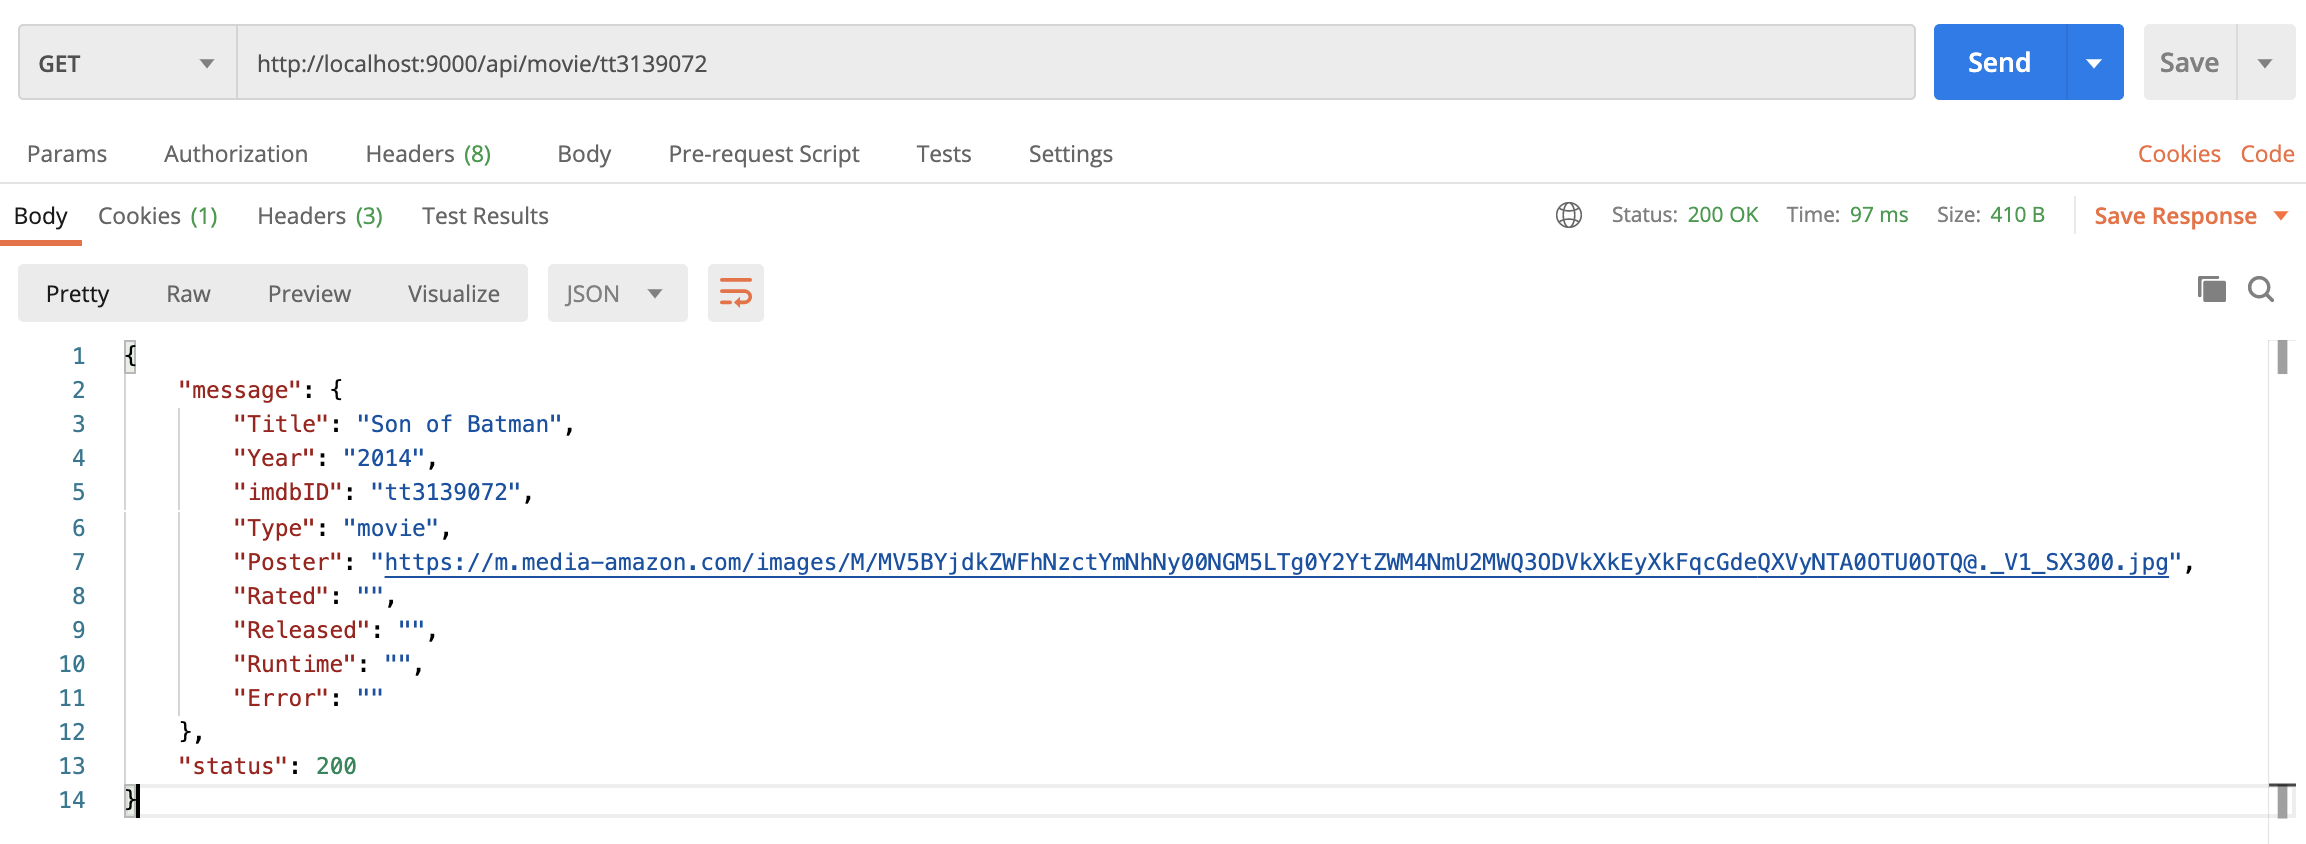 GET http://localhost:9000/api/movie/tt3139072 Send Save
Params Authorization Headers (8) Body Pre-request Script Tests Settings Cookies Code
Body Cookies (1) Headers (3) Test Results Status: 200 OK Time: 97 ms Size: 410 B Save Response
Pretty Raw Preview Visualize JSON
1 {
2 "message": {
3 "Title": "Son of Batman",
4 "Year": "2014",
5 "imdbID": "tt3139072",
6 "Type": "movie",
7 "Poster": "https://m.media-amazon.com/images/M/MV5BYjdkZWFhNzctYmNhNy00NGM5LTg0Y2YtZWM4NmU2MWQ3ODVkXkEyXkFqcGdeQXVyNTA0OTU0OTQ@._V1_SX300.jpg",
8 "Rated": "",
9 "Released": "",
10 "Runtime": "",
11 "Error": ""
12 },
13 "status": 200
14 }